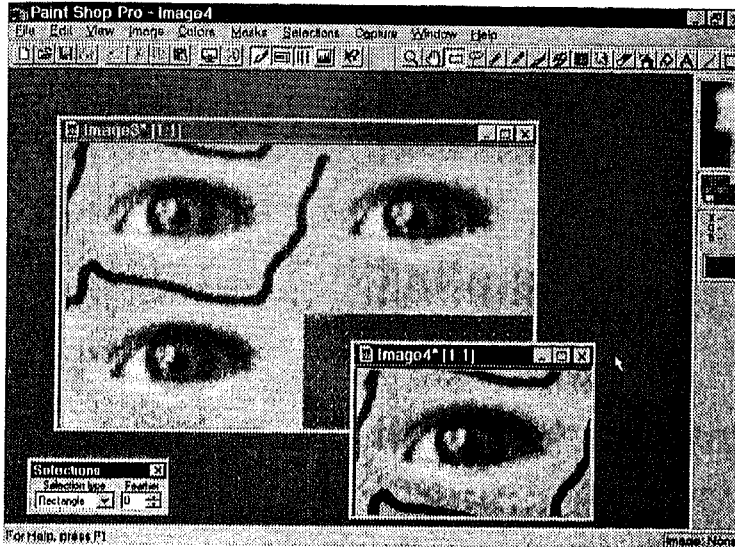 Paint Shop Pro - Image4
File Edit View Image Colors Masks Selections Capture Window Help
Image3* [1:1]
Image4* [1:1]
Selections
Selection type Feather
Rectangle 0
For Help, press F1
Image: None